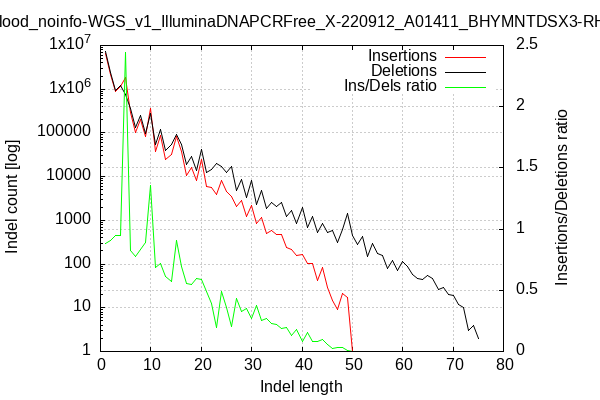 lood_noinfo-WGS_v1_IlluminaDNAPCRFree_X-220912_A01411_BHYMNTDSX3-RH
Insertions
Deletions
Ins/Dels ratio
1x10^7
1x10^6
100000
10000
1000
100
10
1
2.5
2
1.5
1
0.5
0
0 10 20 30 40 50 60 70 80
Indel length
Indel count [log]
Insertions/Deletions ratio